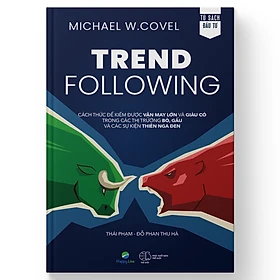 MICHAEL W.COVEL
TỦ SÁCH
ĐẦU TƯ
TREND
FOLLOWING
CÁCH THỨC ĐỂ KIẾM ĐƯỢC VẬN MAY LỚN VÀ GIÀU CÓ
TRONG CÁC THỊ TRƯỜNG BÒ, GẤU
VÀ CÁC SỰ KIỆN THIÊN NGA ĐEN
THÁI PHẠM - ĐỖ PHAN THU HÀ
Happy Live